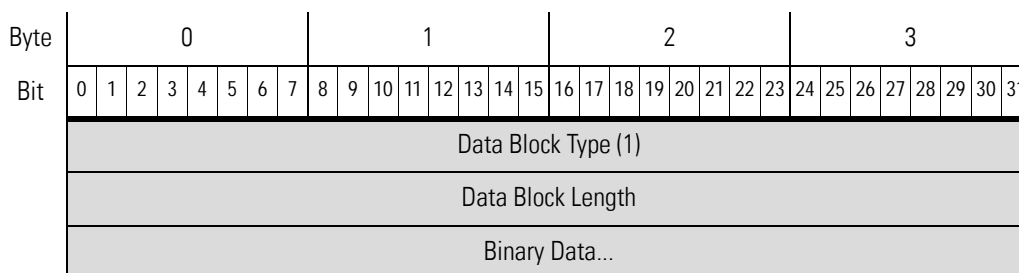 Byte 0 1 2 3
Bit 0 1 2 3 4 5 6 7 8 9 10 11 12 13 14 15 16 17 18 19 20 21 22 23 24 25 26 27 28 29 30 31
Data Block Type (1)
Data Block Length
Binary Data...